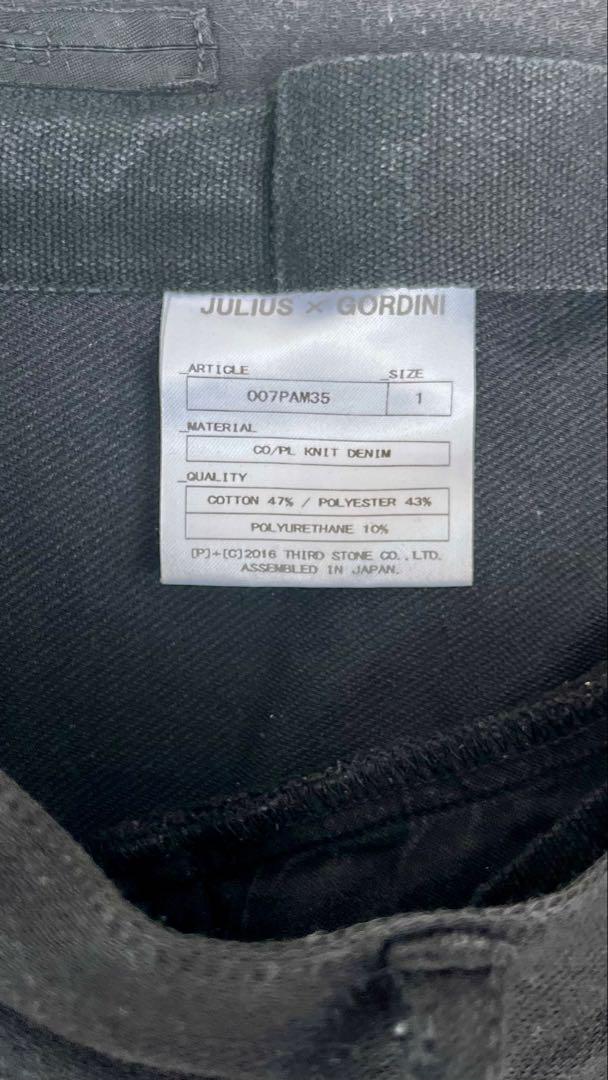 JULIUS × GORDINI
_ARTICLE _SIZE
007PAM35 1
_MATERIAL
CO/PL KNIT DENIM
_QUALITY
COTTON 47% / POLYESTER 43%
POLYURETHANE 10%
[P]+[C]2016 THIRD STONE CO.,LTD.
ASSEMBLED IN JAPAN.